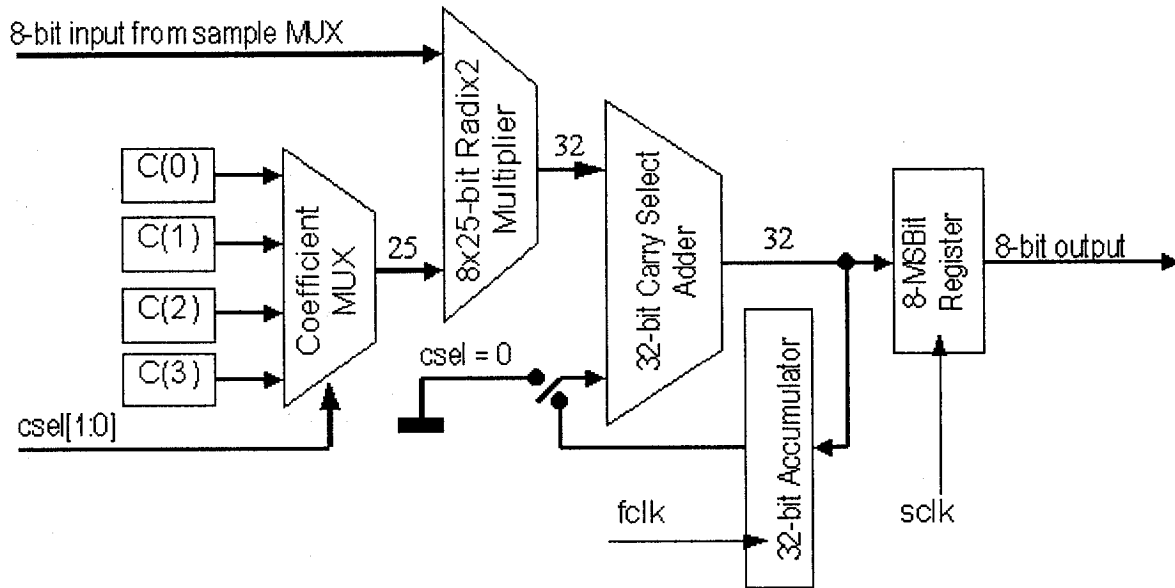 8-bit input from sample MUX
8x25-bit Radix2
Multiplier
32
C(0)
C(1)
C(2)
C(3)
Coefficient
MUX
25
csel[1:0]
csel = 0
32-bit Carry Select
Adder
32
8-MSBit
Register
8-bit output
32-bit Accumulator
fclk
sclk